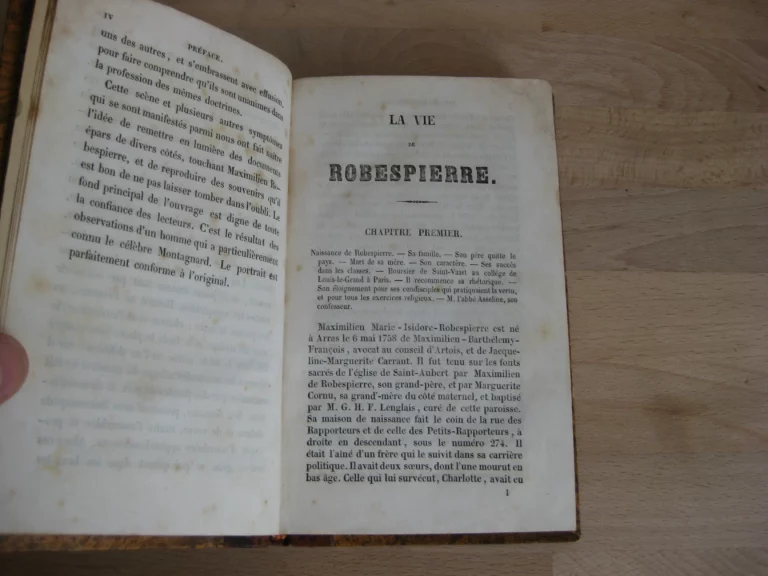 IV
PRÉFACE.
uns des autres, et s'embrassent avec effusion,
pour faire comprendre qu'ils sont unanimes dans
la profession des mêmes doctrines.
Cette scène et plusieurs autres symptômes
qui se sont manifestés parmi nous ont fait naître
l'idée de remettre en lumière des documents
épars de divers côtés, touchant Maximilien Ro-
bespierre, et de reproduire des souvenirs qu'il
est bon de ne pas laisser tomber dans l'oubli. Le
fond principal de l'ouvrage est digne de toute
la confiance des lecteurs. C'est le résultat des
observations d'un homme qui a particulièrement
connu le célèbre Montagnard. Le portrait est
parfaitement conforme à l'original.
LA VIE
DE
ROBESPIERRE.
CHAPITRE PREMIER.
Naissance de Robespierre. — Sa famille. — Son père quitte le
pays. — Mort de sa mère. — Son caractère. — Ses succès
dans les classes. — Boursier de Saint-Vaast au collége de
Louis-le-Grand à Paris. — Il recommence sa rhétorique. —
Son éloignement pour ses condisciples qui pratiquaient la vertu,
et pour tous les exercices religieux. — M. l'abbé Asseline, son
confesseur.
Maximilien Marie-Isidore-Robespierre est né
à Arras le 6 mai 1758 de Maximilien-Barthélemy-
François, avocat au conseil d'Artois, et de Jacque-
line-Marguerite Carraut. Il fut tenu sur les fonts
sacrés de l'église de Saint-Aubert par Maximilien
de Robespierre, son grand-père, et par Marguerite
Cornu, sa grand'mère du côté maternel, et baptisé
par M. G. H. F. Lenglais, curé de cette paroisse.
Sa maison de naissance fait le coin de la rue des
Rapporteurs et de celle des Petits-Rapporteurs, à
droite en descendant, sous le numéro 274. Il
était l'aîné d'un frère qui le suivit dans sa carrière
politique. Il avait deux sœurs, dont l'une mourut en
bas âge. Celle qui lui survécut, Charlotte, avait eu
1